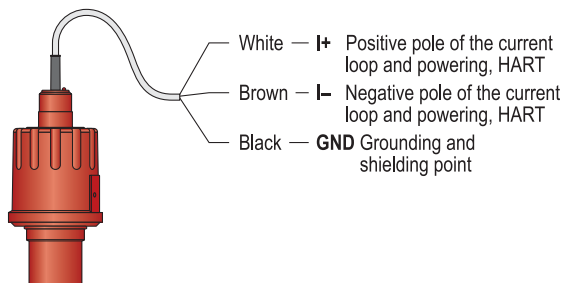 White — I+ Positive pole of the current
loop and powering, HART
Brown — I– Negative pole of the current
loop and powering, HART
Black — GND Grounding and
shielding point